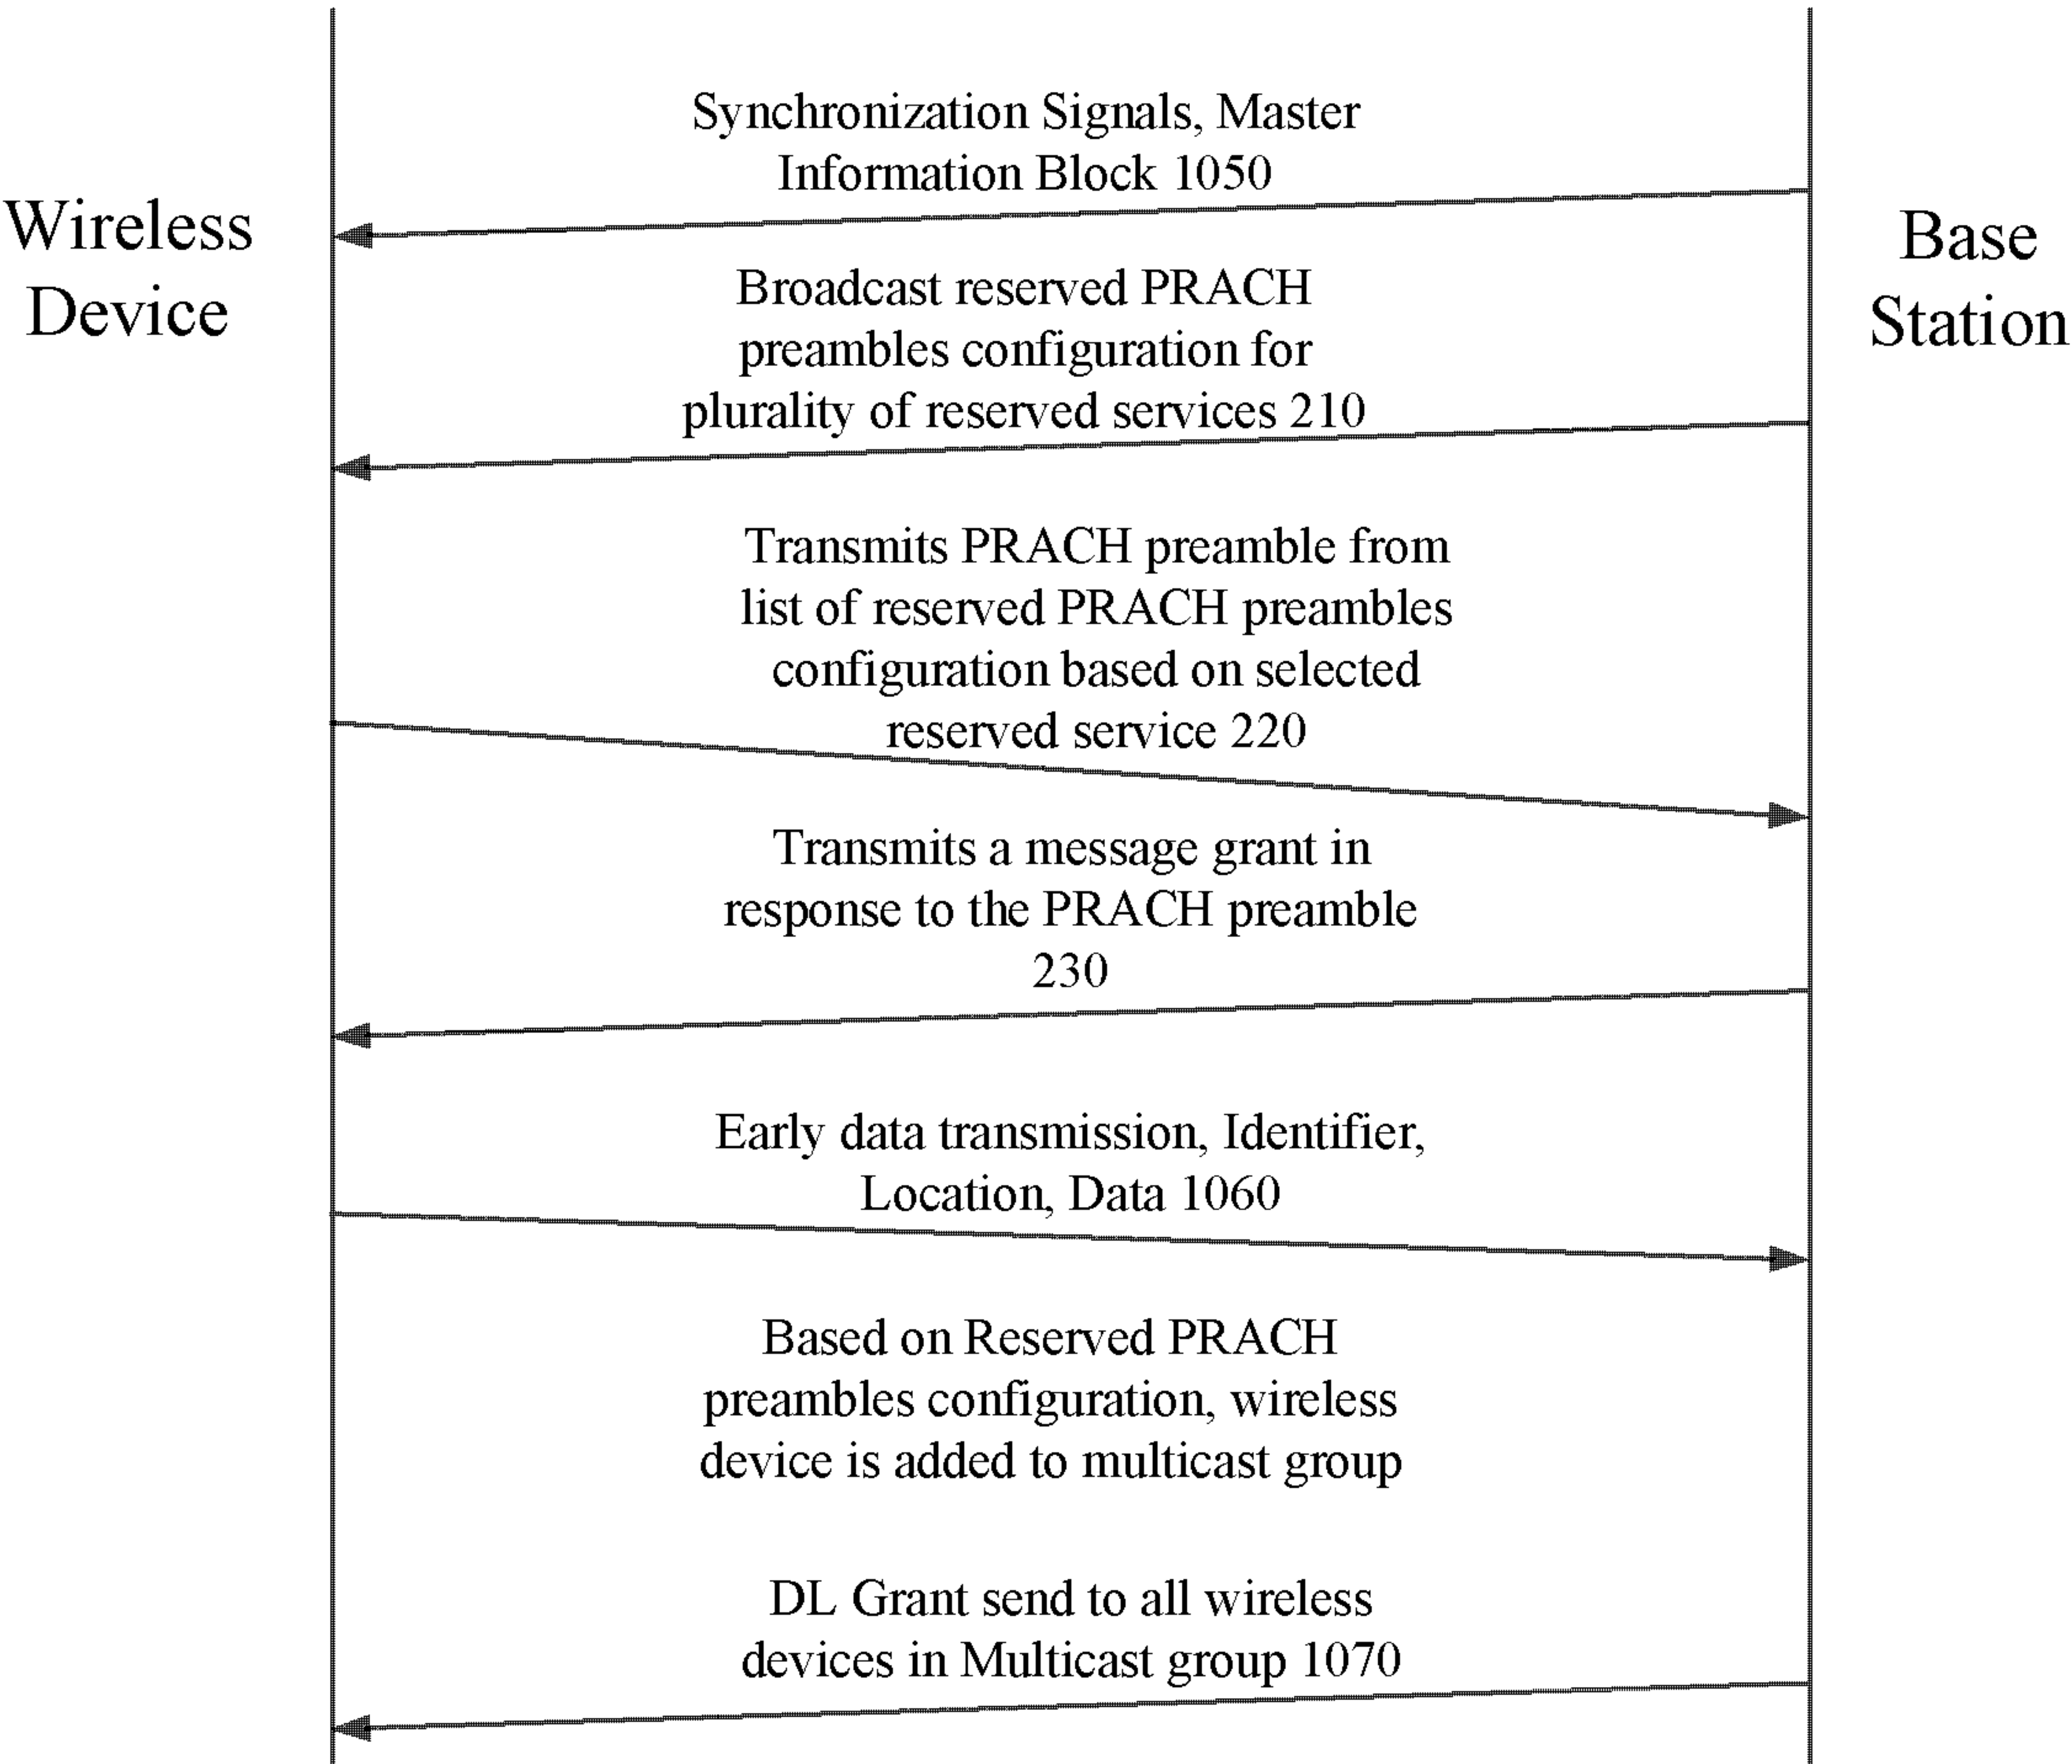 Synchronization Signals, Master
Information Block 1050
Wireless
Device
Base
Station
Broadcast reserved PRACH
preambles configuration for
plurality of reserved services 210
Transmits PRACH preamble from
list of reserved PRACH preambles
configuration based on selected
reserved service 220
Transmits a message grant in
response to the PRACH preamble
230
Early data transmission, Identifier,
Location, Data 1060
Based on Reserved PRACH
preambles configuration, wireless
device is added to multicast group
DL Grant send to all wireless
devices in Multicast group 1070